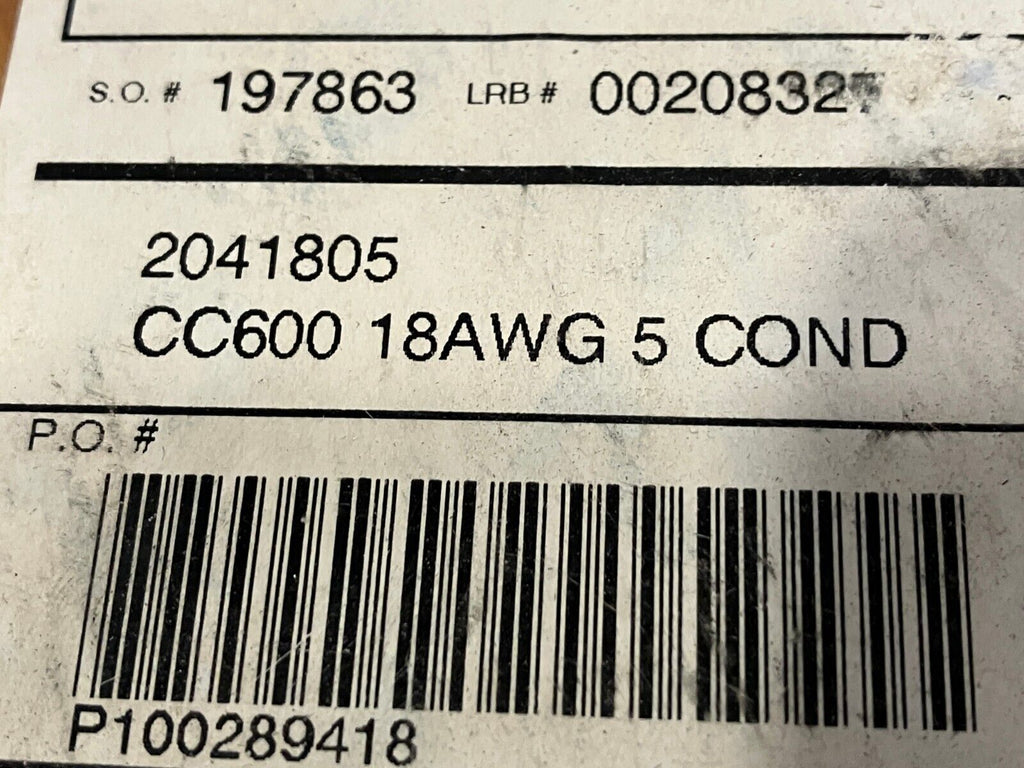 S.O. # 197863 LRB # 00208327
2041805
CC600 18AWG 5 COND
P.O. #
P100289418